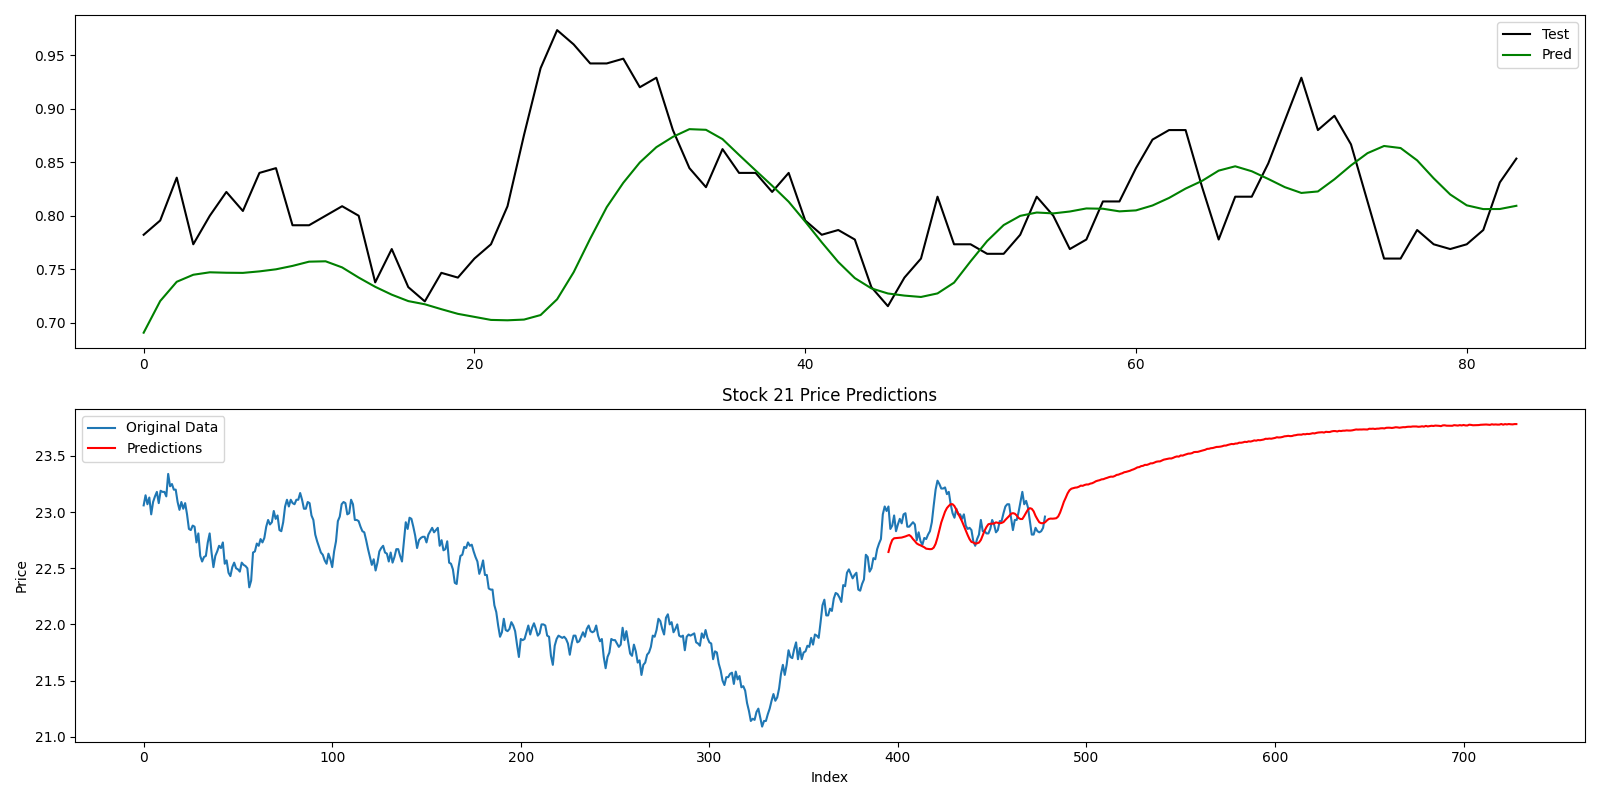 Test
Pred
0.95
0.90
0.85
0.80
0.75
0.70
0 20 40 60 80
Stock 21 Price Predictions
Original Data
Predictions
23.5
23.0
22.5
22.0
21.5
21.0
Price
0 100 200 300 400 500 600 700
Index